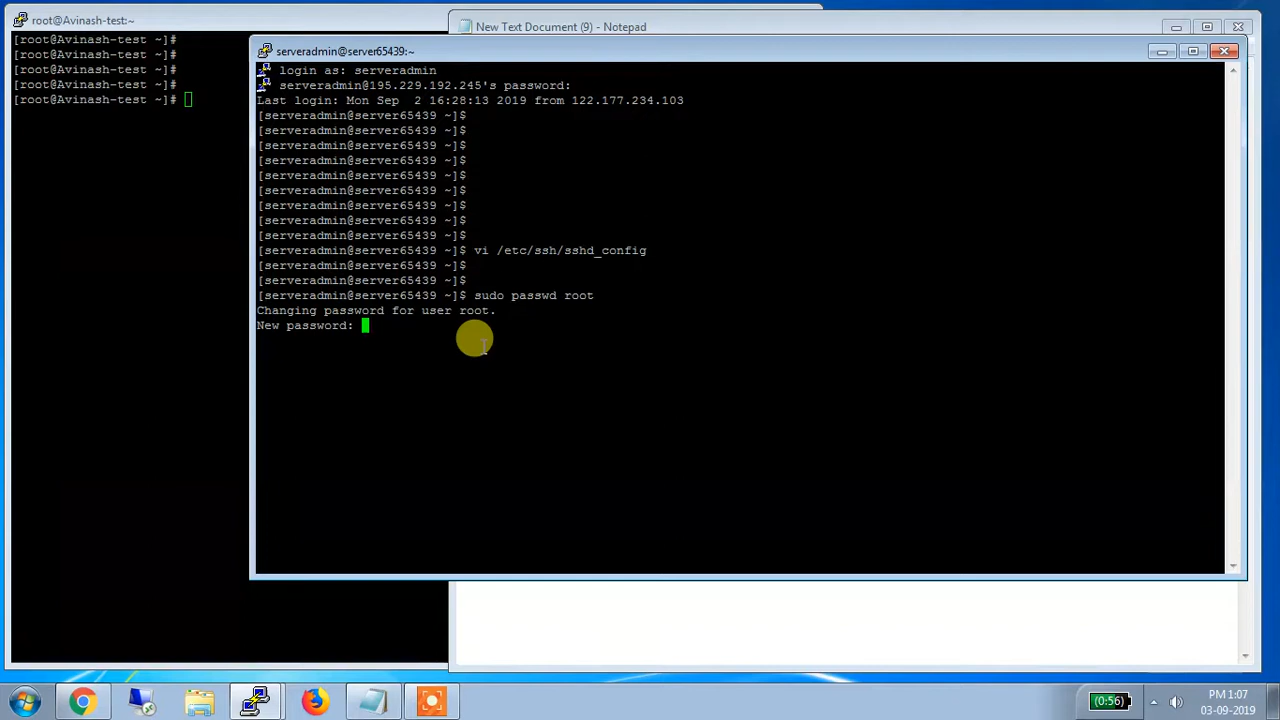 root@Avinash-test:~
New Text Document (9) - Notepad
[root@Avinash-test ~]#
[root@Avinash-test ~]#
[root@Avinash-test ~]#
[root@Avinash-test ~]#
[root@Avinash-test ~]#
serveradmin@server65439:~
login as: serveradmin
serveradmin@195.229.192.245's password:
Last login: Mon Sep  2 16:28:13 2019 from 122.177.234.103
[serveradmin@server65439 ~]$
[serveradmin@server65439 ~]$
[serveradmin@server65439 ~]$
[serveradmin@server65439 ~]$
[serveradmin@server65439 ~]$
[serveradmin@server65439 ~]$
[serveradmin@server65439 ~]$
[serveradmin@server65439 ~]$
[serveradmin@server65439 ~]$
[serveradmin@server65439 ~]$ vi /etc/ssh/sshd_config
[serveradmin@server65439 ~]$
[serveradmin@server65439 ~]$
[serveradmin@server65439 ~]$ sudo passwd root
Changing password for user root.
New password:
(0:56)
PM 1:07
03-09-2019